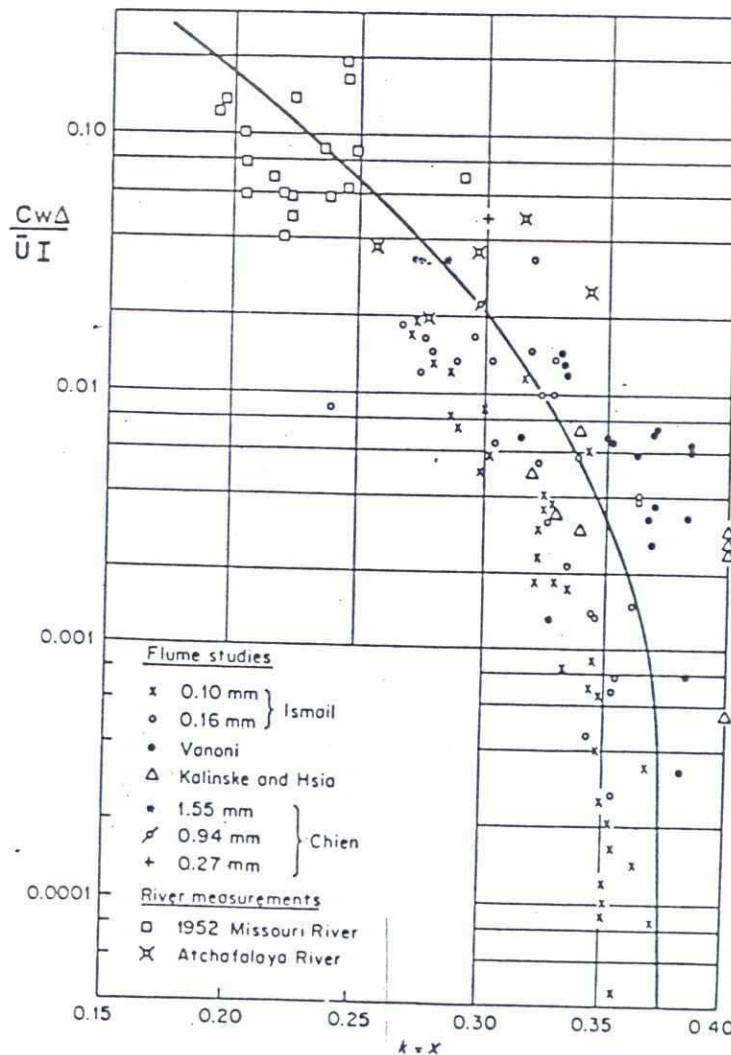 0.10
CwΔ
ŪI
0.01
0.001
0.0001
Flume studies
x 0.10 mm
o 0.16 mm
} Ismail
• Vanoni
△ Kalinske and Hsia
* 1.55 mm
0.94 mm
+ 0.27 mm
} Chien
River measurements
□ 1952 Missouri River
¤ Atchafalaya River
0.15 0.20 0.25 0.30 0.35 0.40
k = x